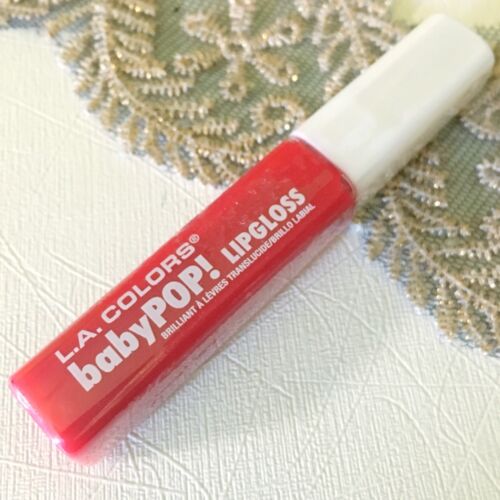 L.A. COLORS®
babyPOP! LIPGLOSS
BRILLIANT À LÈVRES TRANSLUCIDE/BRILLO LABIAL